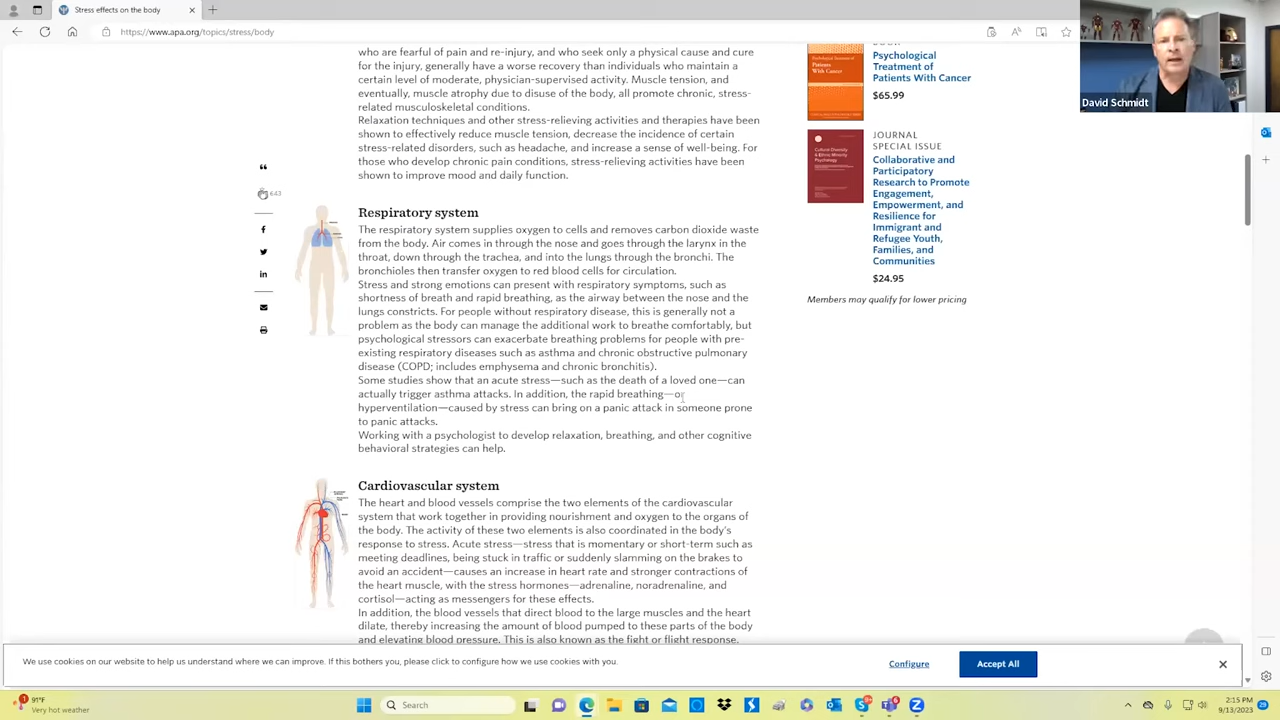 Stress effects on the body
https://www.apa.org/topics/stress/body
who are fearful of pain and re-injury, and who seek only a physical cause and cure
for the injury, generally have a worse recovery than individuals who maintain a
certain level of moderate, physician-supervised activity. Muscle tension, and
eventually, muscle atrophy due to disuse of the body, all promote chronic, stress-
related musculoskeletal conditions.
Relaxation techniques and other stress-relieving activities and therapies have been
shown to effectively reduce muscle tension, decrease the incidence of certain
stress-related disorders, such as headache, and increase a sense of well-being. For
those who develop chronic pain conditions, stress-relieving activities have been
shown to improve mood and daily function.
643
Respiratory system
The respiratory system supplies oxygen to cells and removes carbon dioxide waste
from the body. Air comes in through the nose and goes through the larynx in the
throat, down through the trachea, and into the lungs through the bronchi. The
bronchioles then transfer oxygen to red blood cells for circulation.
Stress and strong emotions can present with respiratory symptoms, such as
shortness of breath and rapid breathing, as the airway between the nose and the
lungs constricts. For people without respiratory disease, this is generally not a
problem as the body can manage the additional work to breathe comfortably, but
psychological stressors can exacerbate breathing problems for people with pre-
existing respiratory diseases such as asthma and chronic obstructive pulmonary
disease (COPD; includes emphysema and chronic bronchitis).
Some studies show that an acute stress—such as the death of a loved one—can
actually trigger asthma attacks. In addition, the rapid breathing—or
hyperventilation—caused by stress can bring on a panic attack in someone prone
to panic attacks.
Working with a psychologist to develop relaxation, breathing, and other cognitive
behavioral strategies can help.
Cardiovascular system
The heart and blood vessels comprise the two elements of the cardiovascular
system that work together in providing nourishment and oxygen to the organs of
the body. The activity of these two elements is also coordinated in the body's
response to stress. Acute stress—stress that is momentary or short-term such as
meeting deadlines, being stuck in traffic or suddenly slamming on the brakes to
avoid an accident—causes an increase in heart rate and stronger contractions of
the heart muscle, with the stress hormones—adrenaline, noradrenaline, and
cortisol—acting as messengers for these effects.
In addition, the blood vessels that direct blood to the large muscles and the heart
dilate, thereby increasing the amount of blood pumped to these parts of the body
and elevating blood pressure. This is also known as the fight or flight response.
BOOK
Psychological
Treatment of
Patients With Cancer
$65.99
JOURNAL
SPECIAL ISSUE
Collaborative and
Participatory
Research to Promote
Engagement,
Empowerment, and
Resilience for
Immigrant and
Refugee Youth,
Families, and
Communities
$24.95
Members may qualify for lower pricing
David Schmidt
We use cookies on our website to help us understand where we can improve. If this bothers you, please click to configure how we use cookies with you.
Configure
Accept All
91°F
Very hot weather
Search
2:15 PM
9/13/2023